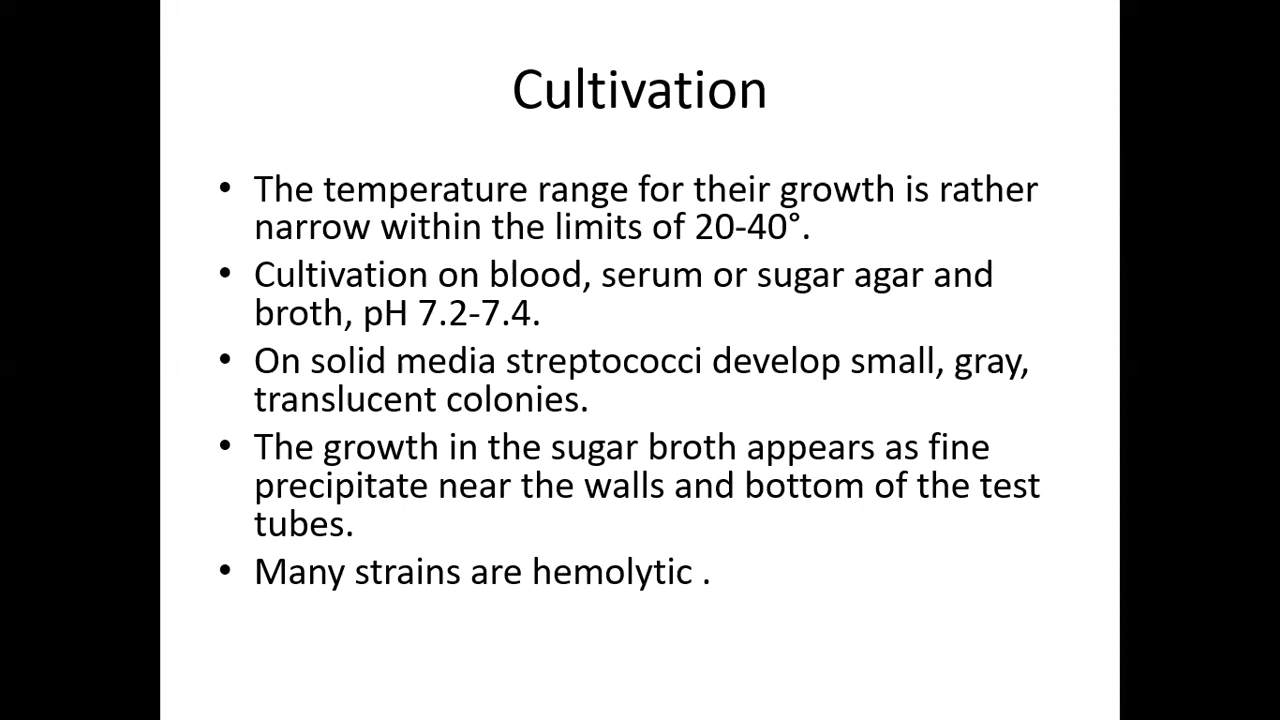 Cultivation
• The temperature range for their growth is rather
narrow within the limits of 20-40°.
• Cultivation on blood, serum or sugar agar and
broth, pH 7.2-7.4.
• On solid media streptococci develop small, gray,
translucent colonies.
• The growth in the sugar broth appears as fine
precipitate near the walls and bottom of the test
tubes.
• Many strains are hemolytic .